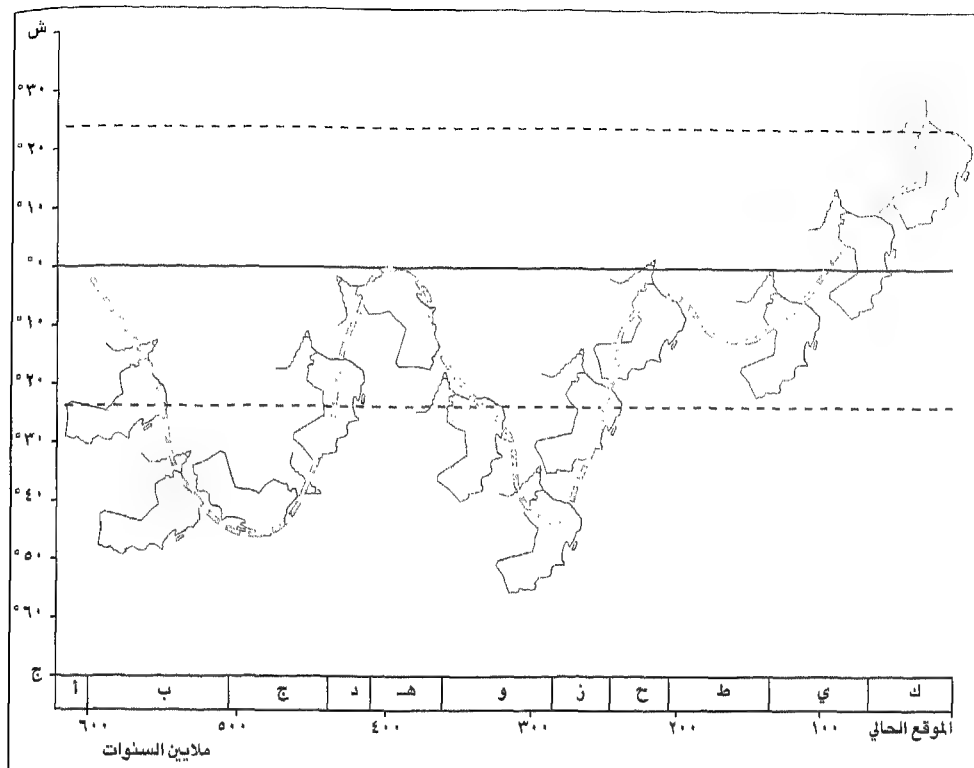 ش
°٣٠
°٢٠
°١٠
°٠
°١٠
°٢٠
°٣٠
°٤٠
°٥٠
°٦٠
ج
أ ب ج د هـ و ز ح ط ي ك
٦٠٠ ٥٠٠ ٤٠٠ ٣٠٠ ٢٠٠ ١٠٠ الموقع الحالي
ملايين السنوات